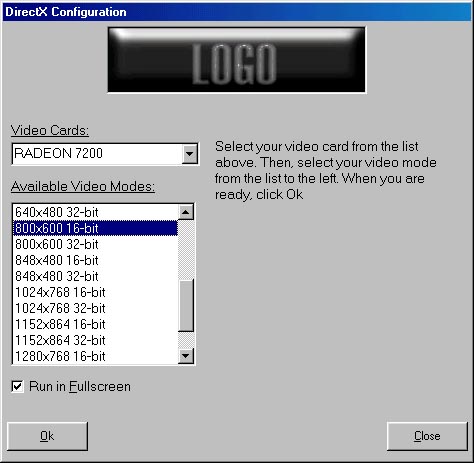 DirectX Configuration
LOGO
Video Cards:
RADEON 7200
Select your video card from the list
above. Then, select your video mode
from the list to the left. When you are
ready, click Ok
Available Video Modes:
640x480 32-bit
800x600 16-bit
800x600 32-bit
848x480 16-bit
848x480 32-bit
1024x768 16-bit
1024x768 32-bit
1152x864 16-bit
1152x864 32-bit
1280x768 16-bit
Run in Fullscreen
Ok
Close